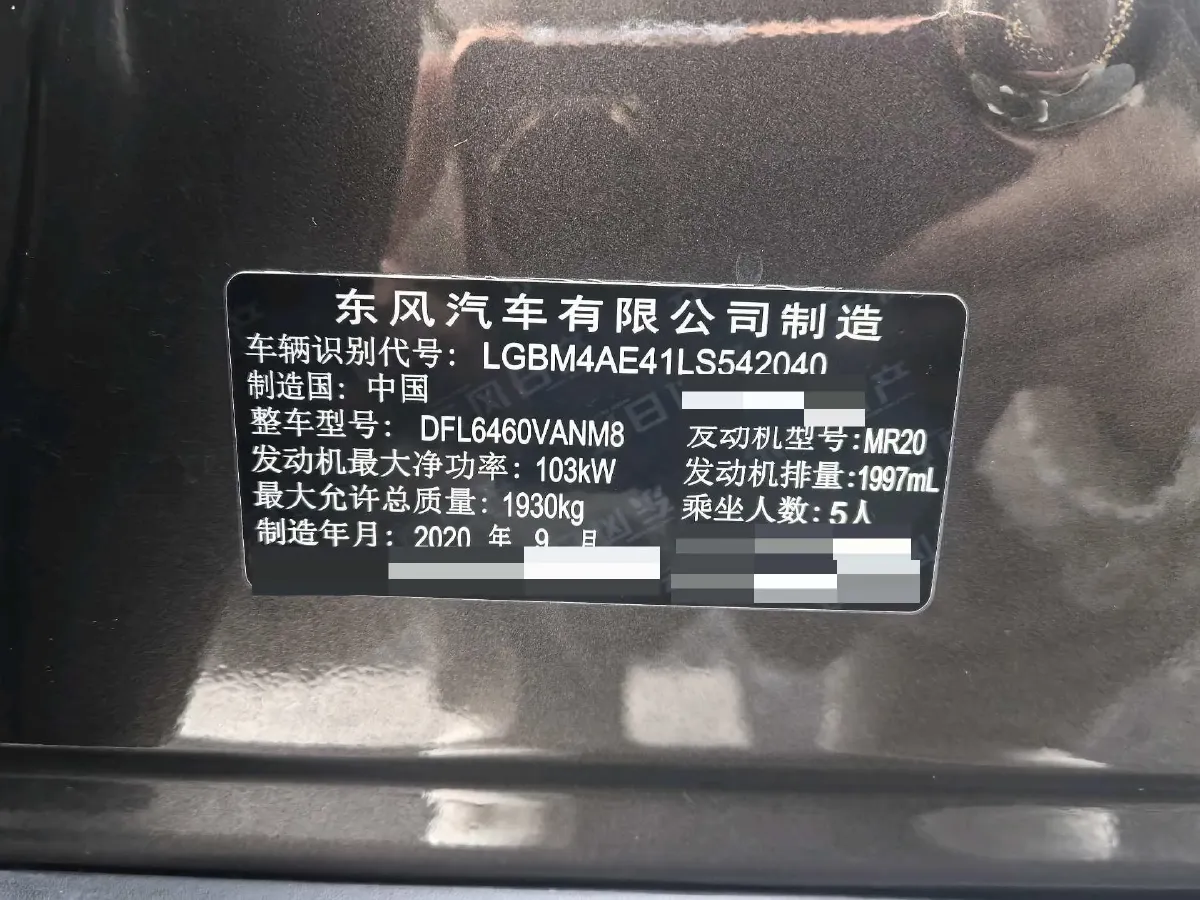 东风汽车有限公司制造
车辆识别代号: LGBM4AE41LS542040
制造国: 中国
整车型号: DFL6460VANM8 发动机型号:MR20
发动机最大净功率: 103kW 发动机排量:1997mL
最大允许总质量: 1930kg 乘坐人数: 5人
制造年月: 2020 年 9 月